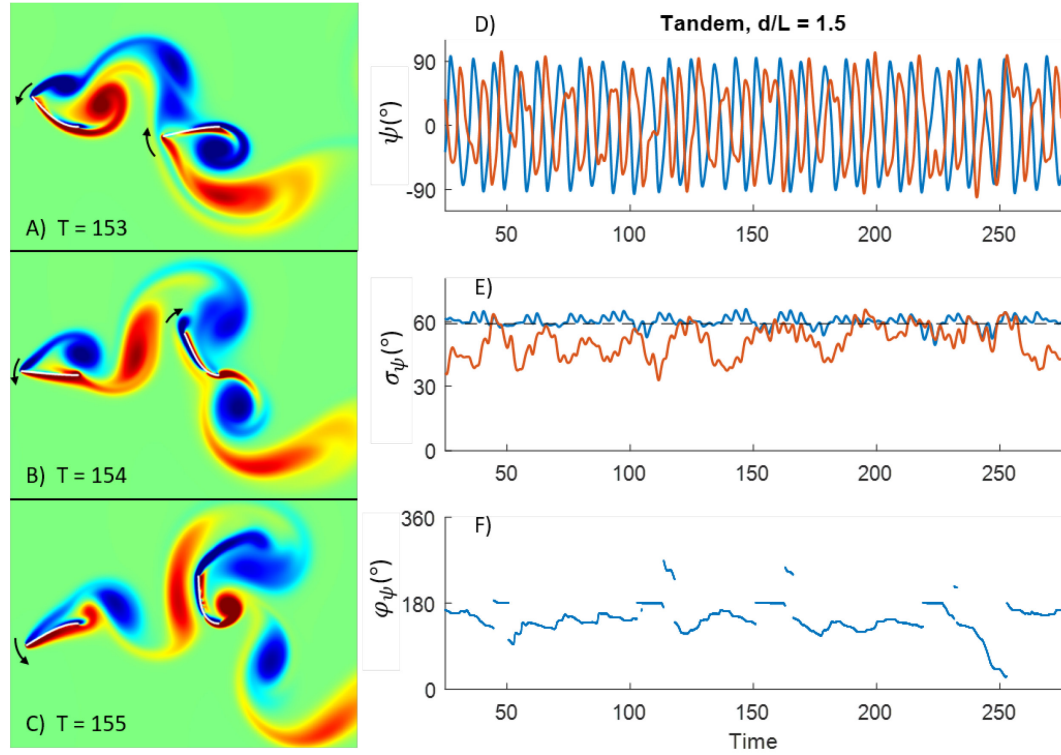 A) T = 153
B) T = 154
C) T = 155
Tandem, d/L = 1.5
D)
ψ(°)
90
0
-90
50
100
150
200
250
E)
σψ(°)
60
30
0
50
100
150
200
250
F)
φψ(°)
360
180
0
50
100
150
200
250
Time